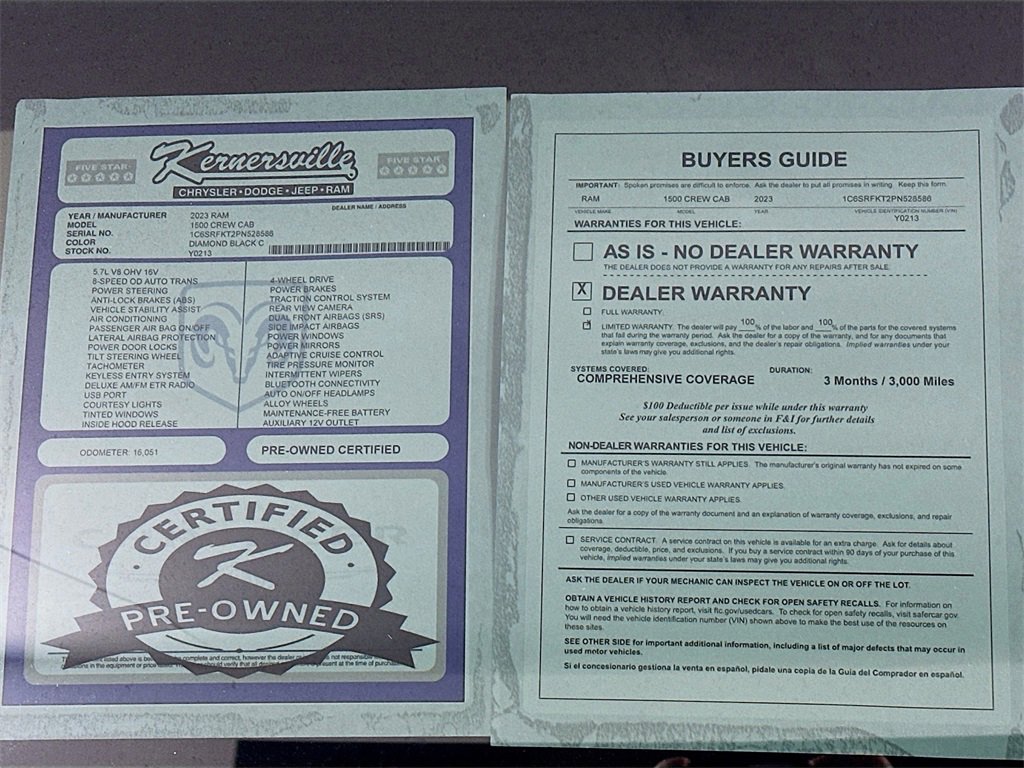 FIVE STAR
Kernersville
FIVE STAR
CHRYSLER • DODGE • JEEP • RAM
DEALER NAME / ADDRESS
YEAR / MANUFACTURER 2023 RAM
MODEL 1500 CREW CAB
SERIAL NO. 1C6SRFKT2PN528586
COLOR DIAMOND BLACK C
STOCK NO. Y0213
5.7L V8 OHV 16V
8-SPEED OD AUTO TRANS
POWER STEERING
ANTI-LOCK BRAKES (ABS)
VEHICLE STABILITY ASSIST
AIR CONDITIONING
PASSENGER AIR BAG ON/OFF
LATERAL AIRBAG PROTECTION
POWER DOOR LOCKS
TILT STEERING WHEEL
TACHOMETER
KEYLESS ENTRY SYSTEM
DELUXE AM/FM ETR RADIO
USB PORT
COURTESY LIGHTS
TINTED WINDOWS
INSIDE HOOD RELEASE
4-WHEEL DRIVE
POWER BRAKES
TRACTION CONTROL SYSTEM
REAR VIEW CAMERA
DUAL FRONT AIRBAGS (SRS)
SIDE IMPACT AIRBAGS
POWER WINDOWS
POWER MIRRORS
ADAPTIVE CRUISE CONTROL
TIRE PRESSURE MONITOR
INTERMITTENT WIPERS
BLUETOOTH CONNECTIVITY
AUTO ON/OFF HEADLAMPS
ALLOY WHEELS
MAINTENANCE-FREE BATTERY
AUXILIARY 12V OUTLET
ODOMETER: 16,051
PRE-OWNED CERTIFIED
CERTIFIED
K
PRE-OWNED
BUYERS GUIDE
IMPORTANT: Spoken promises are difficult to enforce. Ask the dealer to put all promises in writing. Keep this form.
RAM 1500 CREW CAB 2023 1C6SRFKT2PN528586
VEHICLE MAKE MODEL YEAR VEHICLE IDENTIFICATION NUMBER (VIN)
Y0213
WARRANTIES FOR THIS VEHICLE:
AS IS - NO DEALER WARRANTY
THE DEALER DOES NOT PROVIDE A WARRANTY FOR ANY REPAIRS AFTER SALE.
X DEALER WARRANTY
FULL WARRANTY.
LIMITED WARRANTY. The dealer will pay 100 % of the labor and 100 % of the parts for the covered systems
that fail during the warranty period. Ask the dealer for a copy of the warranty, and for any documents that
explain warranty coverage, exclusions, and the dealer's repair obligations. Implied warranties under your
state's laws may give you additional rights.
SYSTEMS COVERED: DURATION:
COMPREHENSIVE COVERAGE 3 Months / 3,000 Miles
$100 Deductible per issue while under this warranty
See your salesperson or someone in F&I for further details
and list of exclusions.
NON-DEALER WARRANTIES FOR THIS VEHICLE:
MANUFACTURER'S WARRANTY STILL APPLIES. The manufacturer's original warranty has not expired on some
components of the vehicle.
MANUFACTURER'S USED VEHICLE WARRANTY APPLIES.
OTHER USED VEHICLE WARRANTY APPLIES.
Ask the dealer for a copy of the warranty document and an explanation of warranty coverage, exclusions, and repair
obligations.
SERVICE CONTRACT. A service contract on this vehicle is available for an extra charge. Ask for details about
coverage, deductible, price, and exclusions. If you buy a service contract within 90 days of your purchase of
this vehicle, implied warranties under your state's laws may give you additional rights.
ASK THE DEALER IF YOUR MECHANIC CAN INSPECT THE VEHICLE ON OR OFF THE LOT.
OBTAIN A VEHICLE HISTORY REPORT AND CHECK FOR OPEN SAFETY RECALLS. For information on
how to obtain a vehicle history report, visit ftc.gov/usedcars. To check for open safety recalls, visit safercar.gov.
You will need the vehicle identification number (VIN) shown above to make the best use of the resources on
these sites.
SEE OTHER SIDE for important additional information, including a list of major defects that may occur in
used motor vehicles.
Si el concesionario gestiona la venta en español, pídale una copia de la Guía del Comprador en español.